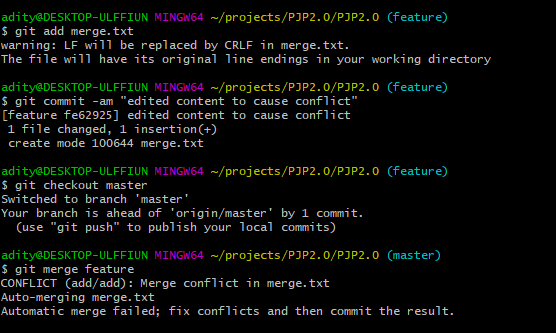 adity@DESKTOP-ULFFIUN MINGW64 ~/projects/PJP2.0/PJP2.0 (feature)
$ git add merge.txt
warning: LF will be replaced by CRLF in merge.txt.
The file will have its original line endings in your working directory
adity@DESKTOP-ULFFIUN MINGW64 ~/projects/PJP2.0/PJP2.0 (feature)
$ git commit -am "edited content to cause conflict"
[feature fe62925] edited content to cause conflict
 1 file changed, 1 insertion(+)
 create mode 100644 merge.txt
adity@DESKTOP-ULFFIUN MINGW64 ~/projects/PJP2.0/PJP2.0 (feature)
$ git checkout master
Switched to branch 'master'
Your branch is ahead of 'origin/master' by 1 commit.
  (use "git push" to publish your local commits)
adity@DESKTOP-ULFFIUN MINGW64 ~/projects/PJP2.0/PJP2.0 (master)
$ git merge feature
CONFLICT (add/add): Merge conflict in merge.txt
Auto-merging merge.txt
Automatic merge failed; fix conflicts and then commit the result.